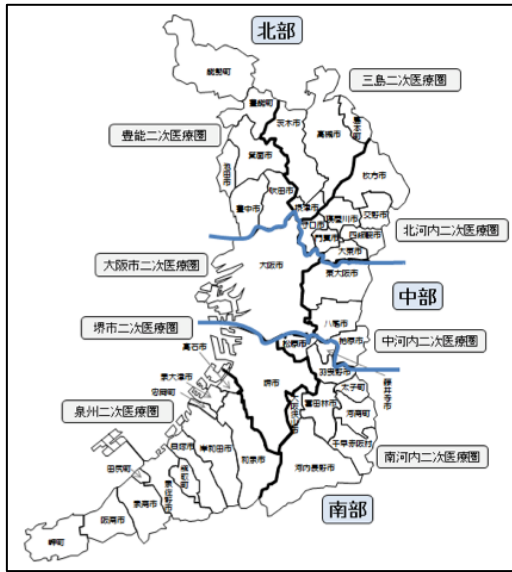 北部
三島二次医療圏
能勢町
豊能町
茨木市
高槻市
島本町
豊能二次医療圏
箕面市
池田市
枚方市
吹田市
摂津市
豊中市
寝屋川市
交野市
守口市
門真市
四條畷市
北河内二次医療圏
大東市
大阪市二次医療圏
大阪市
東大阪市
中部
八尾市
堺市二次医療圏
松原市
柏原市
中河内二次医療圏
高石市
羽曳野市
藤井寺市
泉大津市
忠岡町
堺市
太子町
富田林市
河南町
泉州二次医療圏
千早赤阪村
貝塚市
岸和田市
和泉市
南河内二次医療圏
田尻町
熊取町
河内長野市
泉佐野市
泉南市
阪南市
南部
岬町